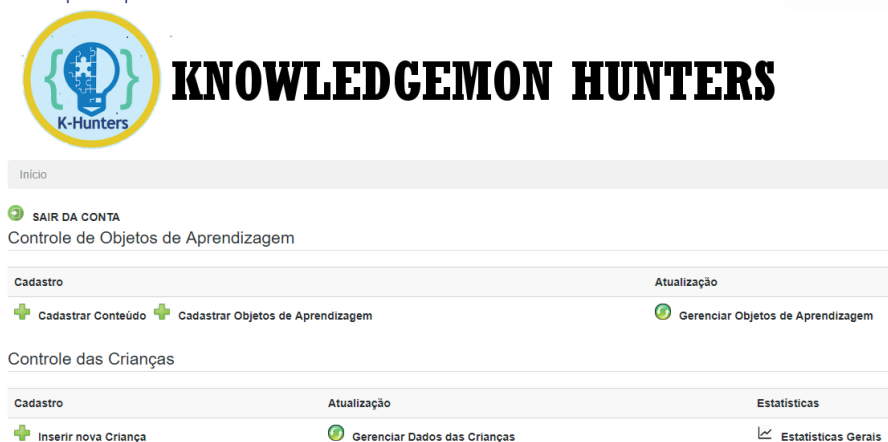 K-Hunters
KNOWLEDGEMON HUNTERS
Início
SAIR DA CONTA
Controle de Objetos de Aprendizagem
Cadastro Atualização
Cadastrar Conteúdo Cadastrar Objetos de Aprendizagem Gerenciar Objetos de Aprendizagem
Controle das Crianças
Cadastro Atualização Estatísticas
Inserir nova Criança Gerenciar Dados das Crianças Estatísticas Gerais